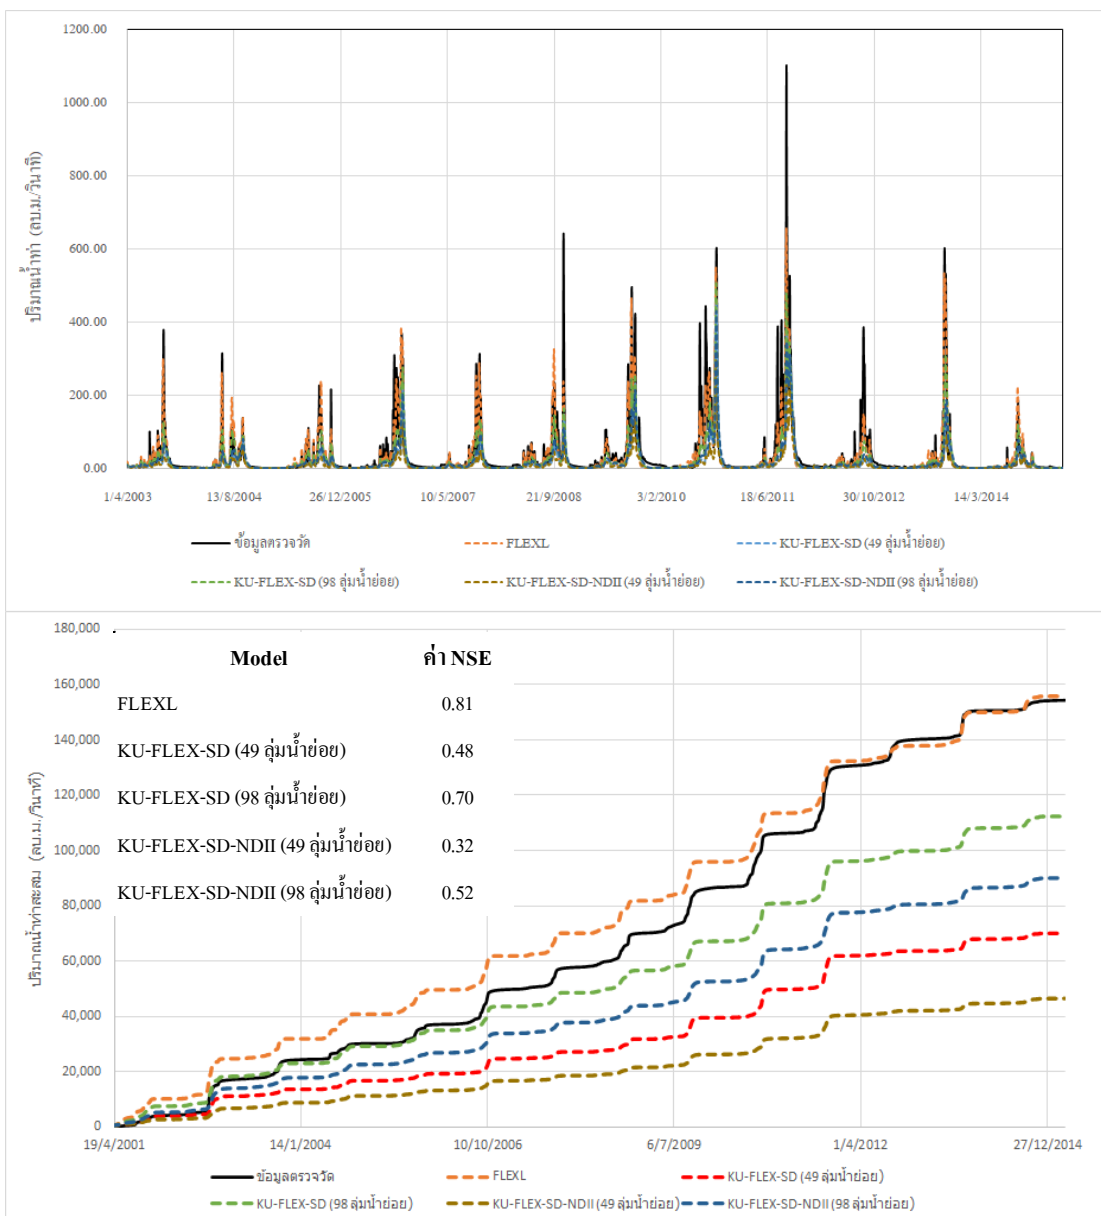 1200.00
1000.00
800.00
600.00
400.00
200.00
0.00
ปริมาณน้ำท่า (ลบ.ม./วินาที)
1/4/2003 13/8/2004 26/12/2005 10/5/2007 21/9/2008 3/2/2010 18/6/2011 30/10/2012 14/3/2014
ข้อมูลตรวจวัด FLEXL KU-FLEX-SD (49 ลุ่มน้ำย่อย)
KU-FLEX-SD (98 ลุ่มน้ำย่อย) KU-FLEX-SD-NDII (49 ลุ่มน้ำย่อย) KU-FLEX-SD-NDII (98 ลุ่มน้ำย่อย)
180,000
160,000
140,000
120,000
100,000
80,000
60,000
40,000
20,000
0
ปริมาณน้ำท่าสะสม (ลบ.ม./วินาที)
Model ค่า NSE
FLEXL 0.81
KU-FLEX-SD (49 ลุ่มน้ำย่อย) 0.48
KU-FLEX-SD (98 ลุ่มน้ำย่อย) 0.70
KU-FLEX-SD-NDII (49 ลุ่มน้ำย่อย) 0.32
KU-FLEX-SD-NDII (98 ลุ่มน้ำย่อย) 0.52
19/4/2001 14/1/2004 10/10/2006 6/7/2009 1/4/2012 27/12/2014
ข้อมูลตรวจวัด FLEXL KU-FLEX-SD (49 ลุ่มน้ำย่อย)
KU-FLEX-SD (98 ลุ่มน้ำย่อย) KU-FLEX-SD-NDII (49 ลุ่มน้ำย่อย) KU-FLEX-SD-NDII (98 ลุ่มน้ำย่อย)